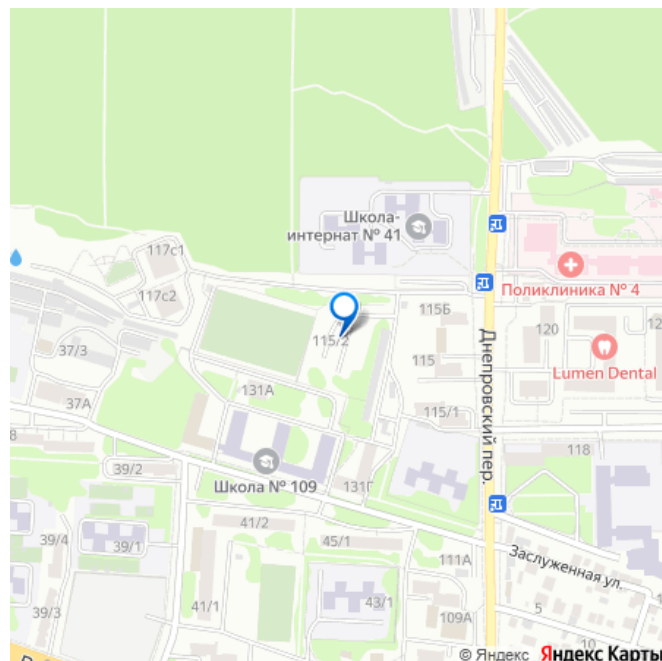 Школа-
интернат № 41
117с1
117с2
Поликлиника № 4
115Б
120
37/3
115/2
115
Lumen Dental
Днепровский пер.
131А
37А
115/1
118
39/2
Школа № 109
131Г
41/2
39/4
39/1
45/1
Заслуженная ул.
111А
39/3
41/1
43/1
109А
5
10
© Яндекс Яндекс Карты